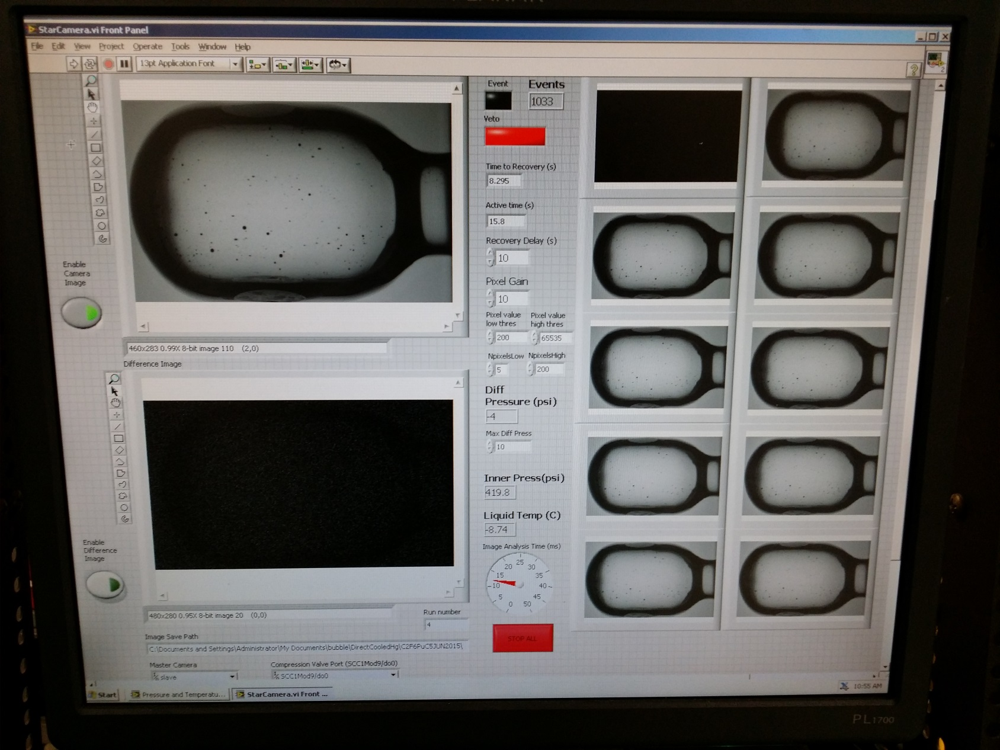 StarCamera.vi Front Panel
File Edit View Project Operate Tools Window Help
13pt Application Font
2
Event Events
1033
Veto
Time to Recovery (s)
8.295
Active time (s)
15.8
Recovery Delay (s)
10
Pixel Gain
10
Pixel value low thres
200
Pixel value high thres
65535
NpixelsLow NpixelsHigh
5 200
Diff
Pressure (psi)
-4
Max Diff Press
10
Inner Press(psi)
419.8
Liquid Temp (C)
-8.74
Image Analysis Time (ms)
0 5 10 15 20 25 30 35 40 45 50
STOP ALL
Enable
Camera
Image
460x283 0.99X 8-bit image 110 (2,0)
Difference Image
Enable
Difference
Image
480x280 0.95X 8-bit image 20 (0,0)
Run number
4
Image Save Path
C:\Documents and Settings\Administrator\My Documents\bubble\DirectCooledHg\C2F6PuC5JUN2015\
Master Camera
slave
Compression Valve Port (SCC1Mod9/do0)
SCC1Mod9/do0
Start Pressure and Temperatu... StarCamera.vi Front ... 10:55 AM
PL1700